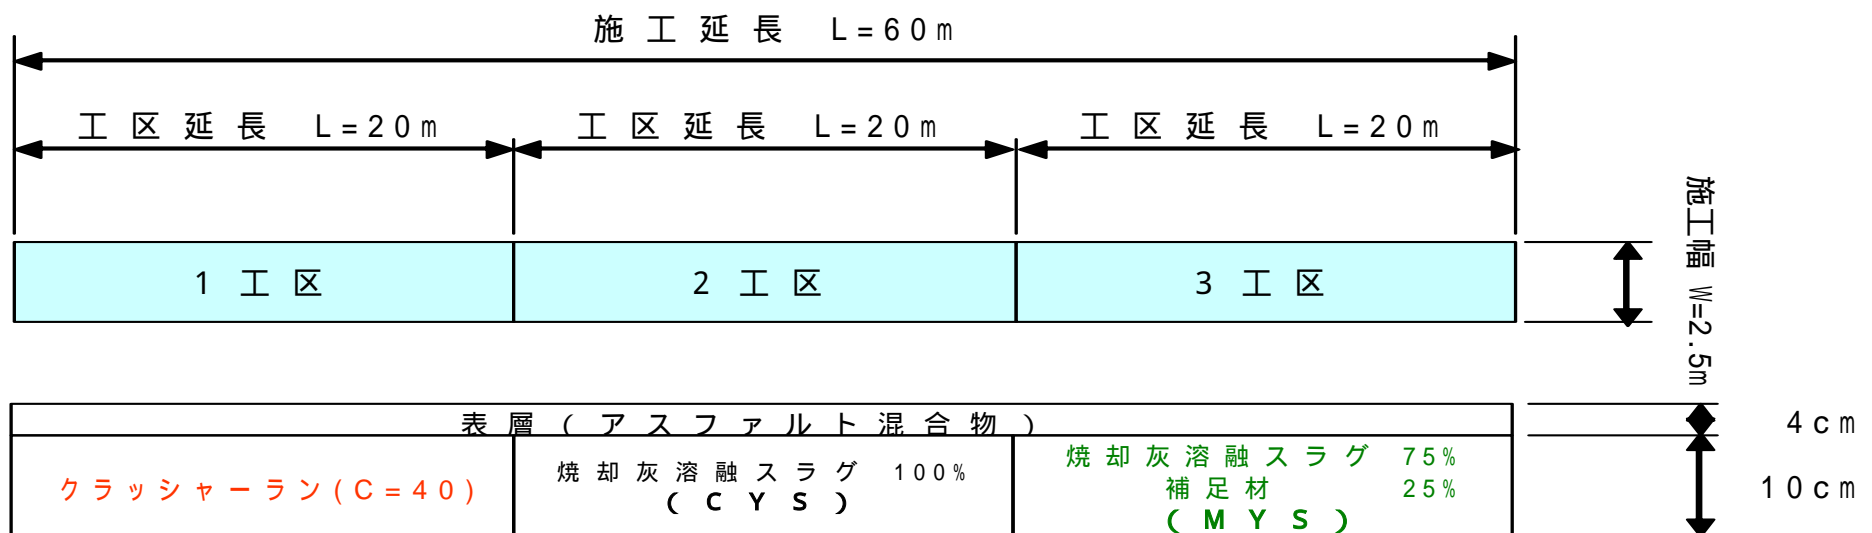 施工延長 L=60m
工区延長 L=20m
工区延長 L=20m
工区延長 L=20m
施工幅 W=2.5m
1工区
2工区
3工区
表層(アスファルト混合物)
4cm
クラッシャーラン(C=40)
焼却灰溶融スラグ 100%
(CYS)
焼却灰溶融スラグ 75%
補足材 25%
(MYS)
10cm